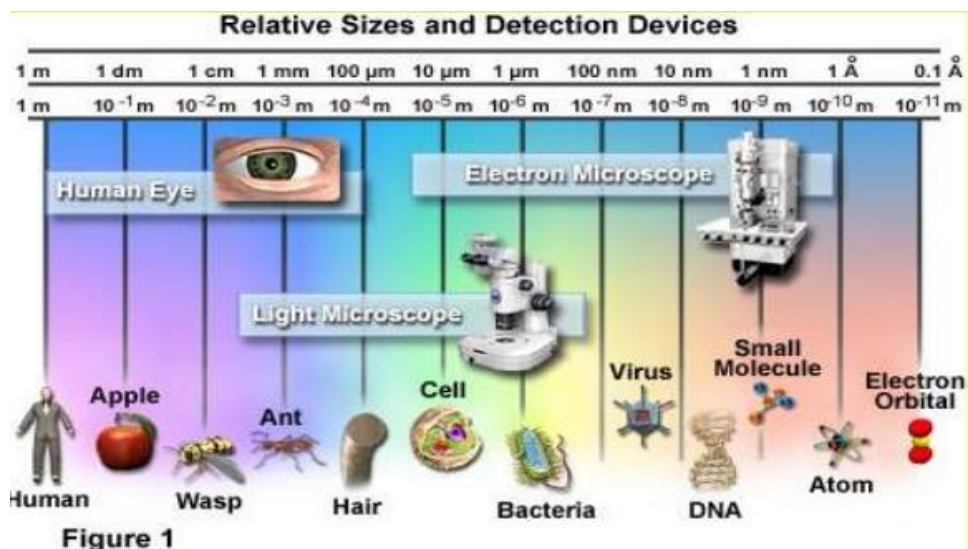 Relative Sizes and Detection Devices
1 m 1 dm 1 cm 1 mm 100 µm 10 µm 1 µm 100 nm 10 nm 1 nm 1 Å 0.1 Å
1 m 10⁻¹ m 10⁻² m 10⁻³ m 10⁻⁴ m 10⁻⁵ m 10⁻⁶ m 10⁻⁷ m 10⁻⁸ m 10⁻⁹ m 10⁻¹⁰ m 10⁻¹¹ m
Human Eye
Electron Microscope
Light Microscope
Human
Apple
Wasp
Ant
Hair
Cell
Bacteria
Virus
DNA
Small
Molecule
Atom
Electron
Orbital
Figure 1